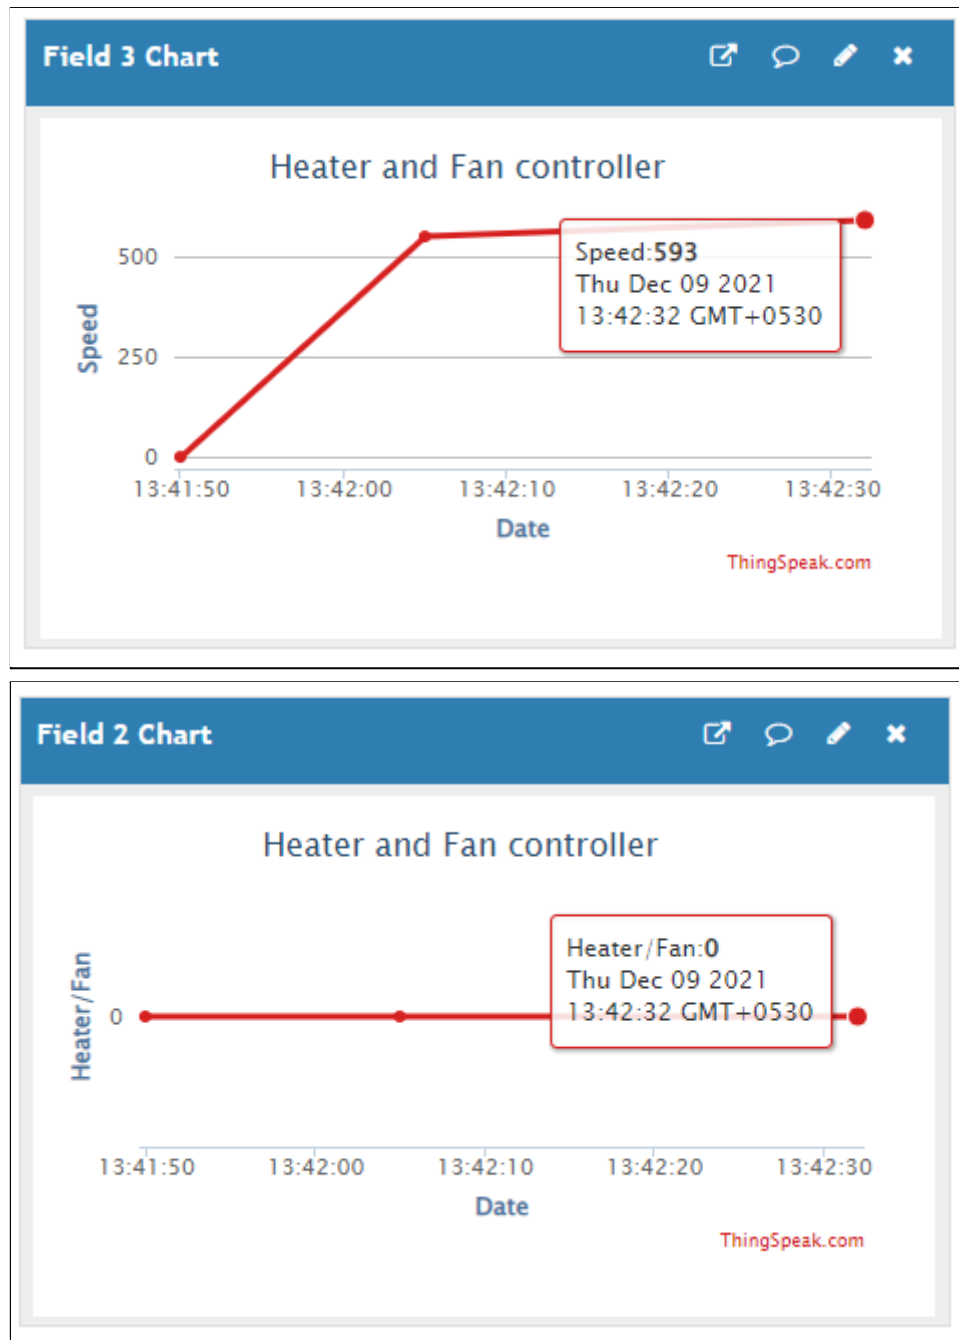 Field 3 Chart
Heater and Fan controller
500
250
0
Speed
Speed:593
Thu Dec 09 2021
13:42:32 GMT+0530
13:41:50 13:42:00 13:42:10 13:42:20 13:42:30
Date
ThingSpeak.com
Field 2 Chart
Heater and Fan controller
0
Heater/Fan
Heater/Fan:0
Thu Dec 09 2021
13:42:32 GMT+0530
13:41:50 13:42:00 13:42:10 13:42:20 13:42:30
Date
ThingSpeak.com